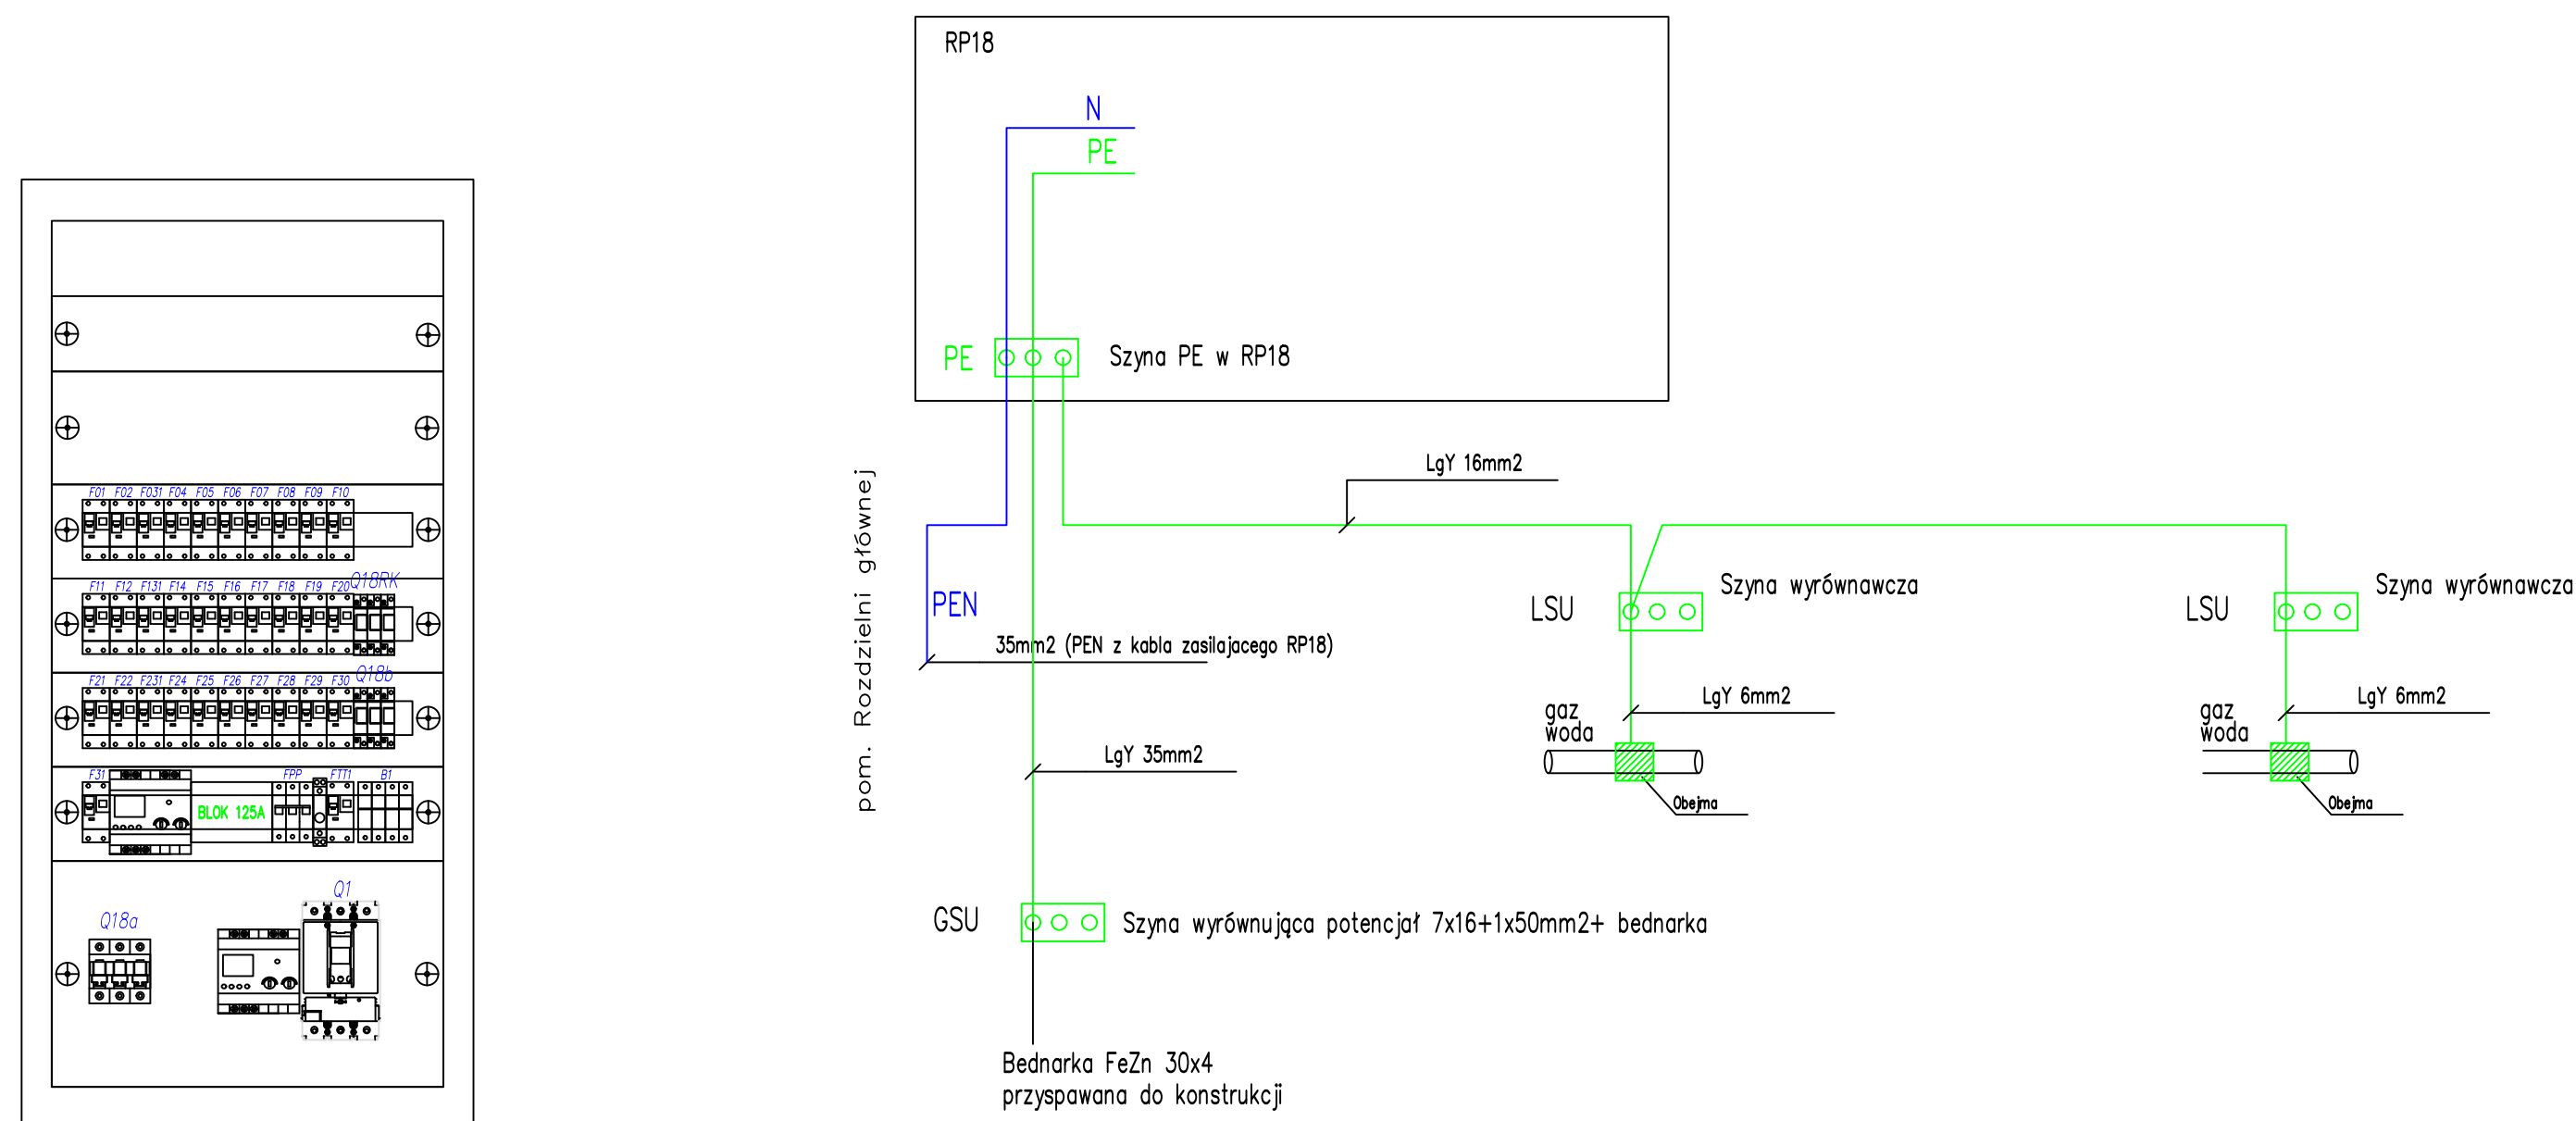 F01 F02 F031 F04 F05 F06 F07 F08 F09 F10
F11 F12 F131 F14 F15 F16 F17 F18 F19 F20 Q18RK
F21 F22 F231 F24 F25 F26 F27 F28 F29 F30 Q18b
F31 FPP FTT1 B1
BLOK 125A
Q18a
Q1
RP18
N
PE
PE
Szyna PE w RP18
pom. Rozdzielni głównej
PEN
35mm2 (PEN z kabla zasilajacego RP18)
LgY 35mm2
GSU
Szyna wyrównująca potencjał 7x16+1x50mm2+ bednarka
Bednarka FeZn 30x4
przyspawana do konstrukcji
LgY 16mm2
LSU
Szyna wyrównawcza
LgY 6mm2
gaz
woda
Obejma
LSU
Szyna wyrównawcza
LgY 6mm2
gaz
woda
Obejma